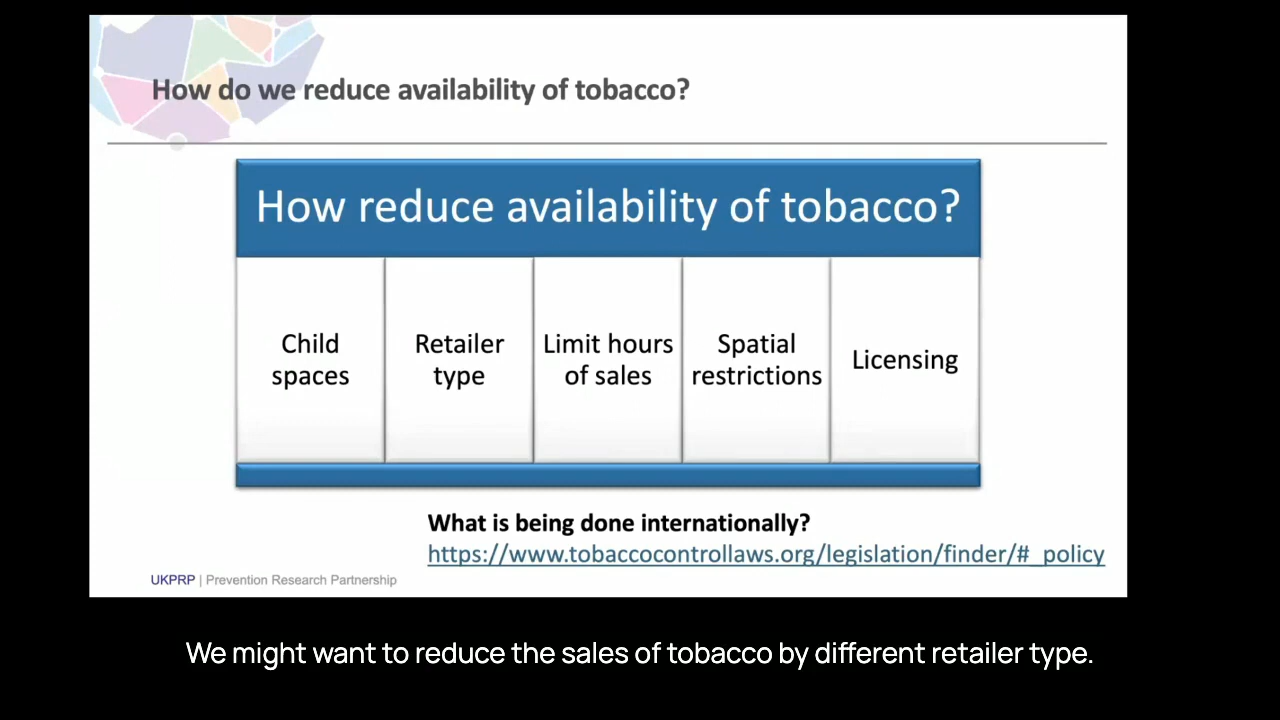 How do we reduce availability of tobacco?
How reduce availability of tobacco?
Child
spaces
Retailer
type
Limit hours
of sales
Spatial
restrictions
Licensing
What is being done internationally?
https://www.tobaccocontrollaws.org/legislation/finder/#_policy
UKPRP | Prevention Research Partnership
We might want to reduce the sales of tobacco by different retailer type.